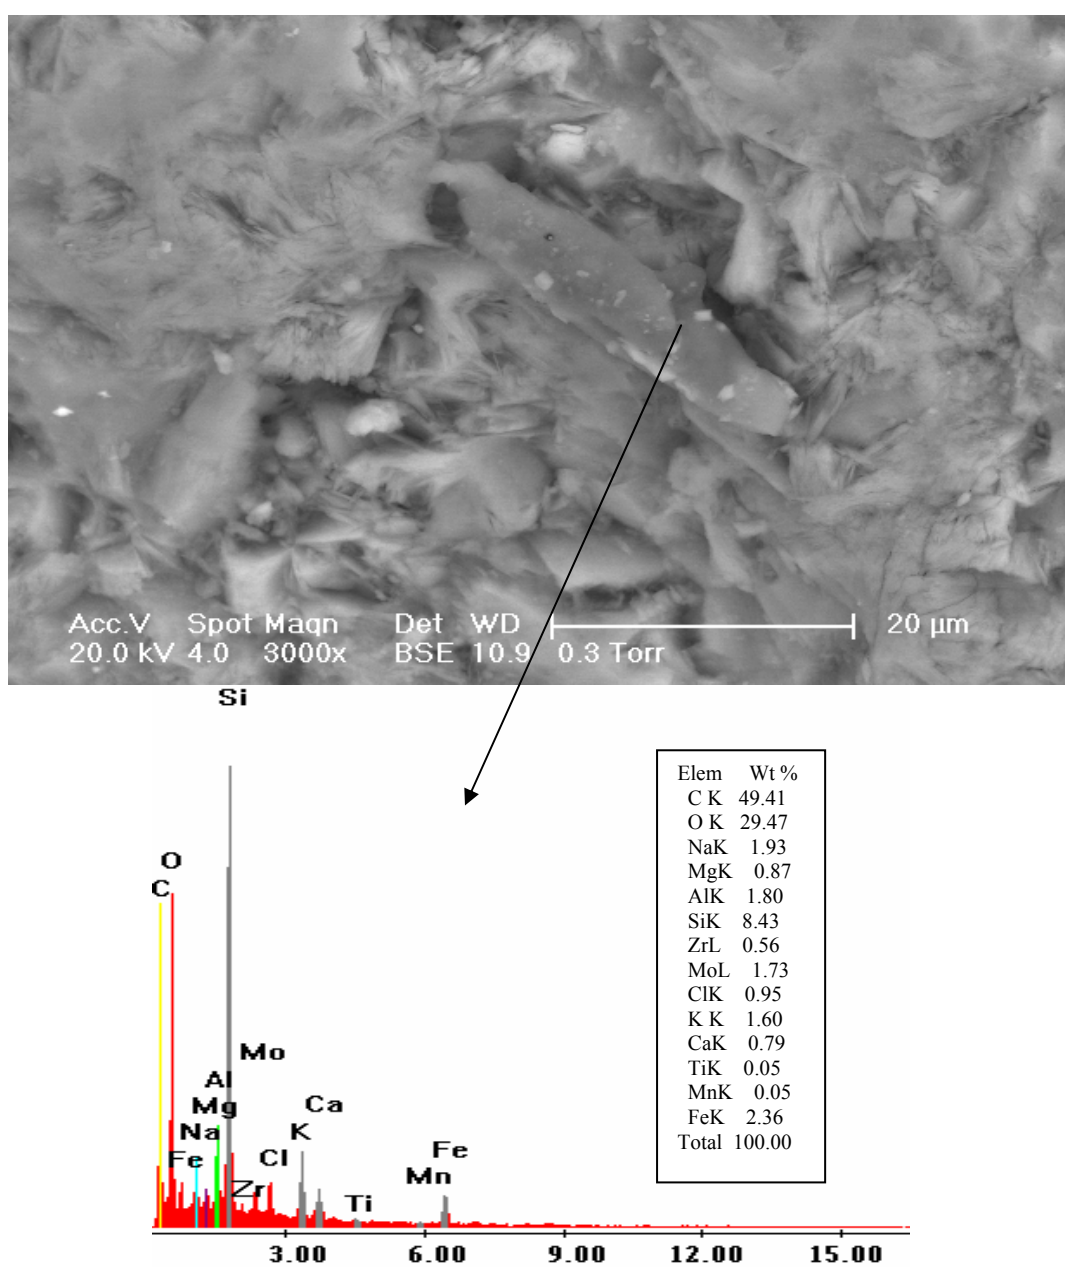 Acc.V Spot Magn Det WD 20 µm
20.0 kV 4.0 3000x BSE 10.9 0.3 Torr
Si
O
C
Mo
Al
Mg
Ca
Na
K
Fe
Cl
Fe
Mn
Zr
Ti
3.00 6.00 9.00 12.00 15.00
Elem Wt %
C K 49.41
O K 29.47
NaK 1.93
MgK 0.87
AlK 1.80
SiK 8.43
ZrL 0.56
MoL 1.73
ClK 0.95
K K 1.60
CaK 0.79
TiK 0.05
MnK 0.05
FeK 2.36
Total 100.00